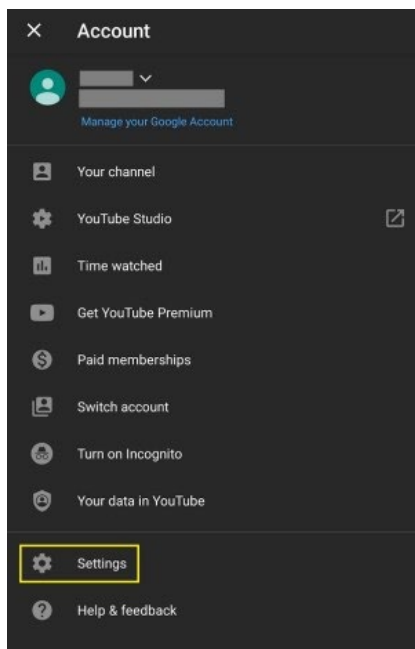 Account
Manage your Google Account
Your channel
YouTube Studio
Time watched
Get YouTube Premium
Paid memberships
Switch account
Turn on Incognito
Your data in YouTube
Settings
Help & feedback